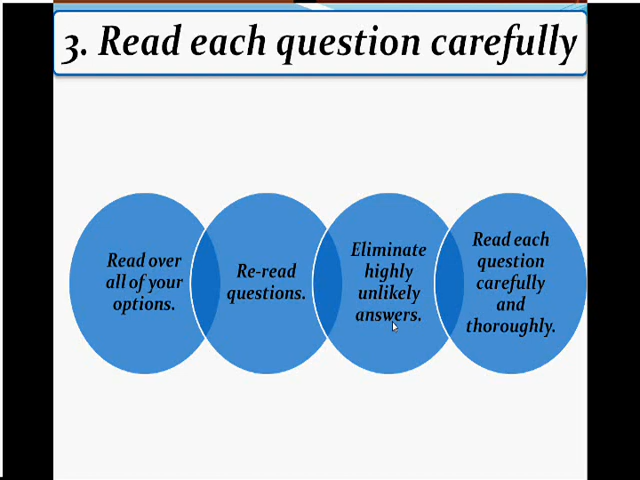 3. Read each question carefully
Read over
all of your
options.
Re-read
questions.
Eliminate
highly
unlikely
answers.
Read each
question
carefully
and
thoroughly.